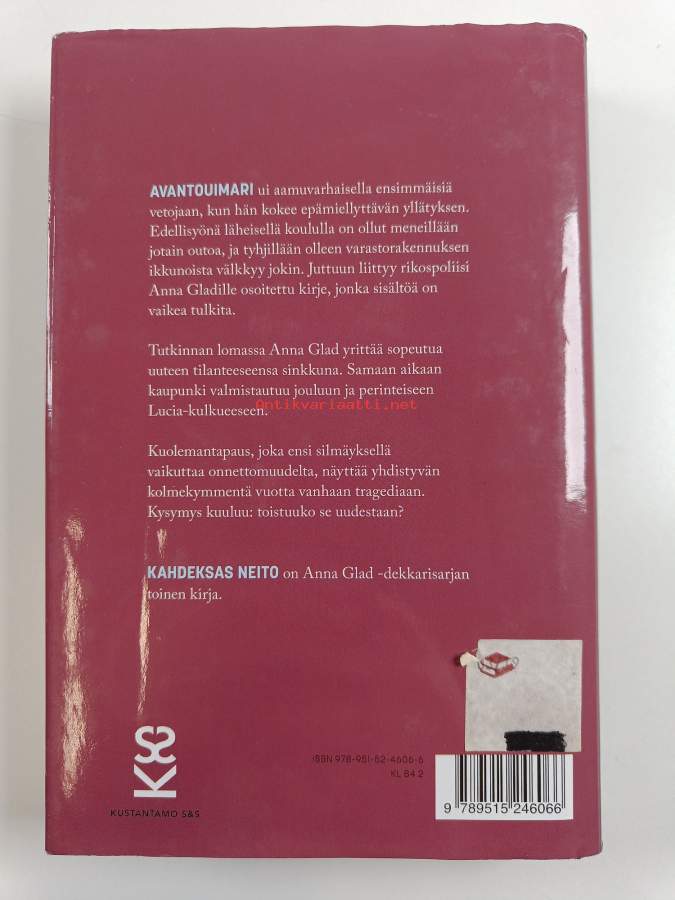 AVANTOUIMARI ui aamuvarhaisella ensimmäisiä
vetojaan, kun hän kokee epämiellyttävän yllätyksen.
Edellisyönä läheisellä koululla on ollut meneillään
jotain outoa, ja tyhjillään olleen varastorakennuksen
ikkunoista välkkyy jokin. Juttuun liittyy rikospoliisi
Anna Gladille osoitettu kirje, jonka sisältöä on
vaikea tulkita.
Tutkinnan lomassa Anna Glad yrittää sopeutua
uuteen tilanteeseensa sinkkuna. Samaan aikaan
kaupunki valmistautuu jouluun ja perinteiseen
Antikvariaatti.net
Lucia-kulkueeseen.
Kuolemantapaus, joka ensi silmäyksellä
vaikuttaa onnettomuudelta, näyttää yhdistyvän
kolmekymmentä vuotta vanhaan tragediaan.
Kysymys kuuluu: toistuuko se uudestaan?
KAHDEKSAS NEITO on Anna Glad -dekkarisarjan
toinen kirja.
K&S
KUSTANTAMO S&S
ISBN 978-951-52-4606-6
KL 84.2
9 789515 246066